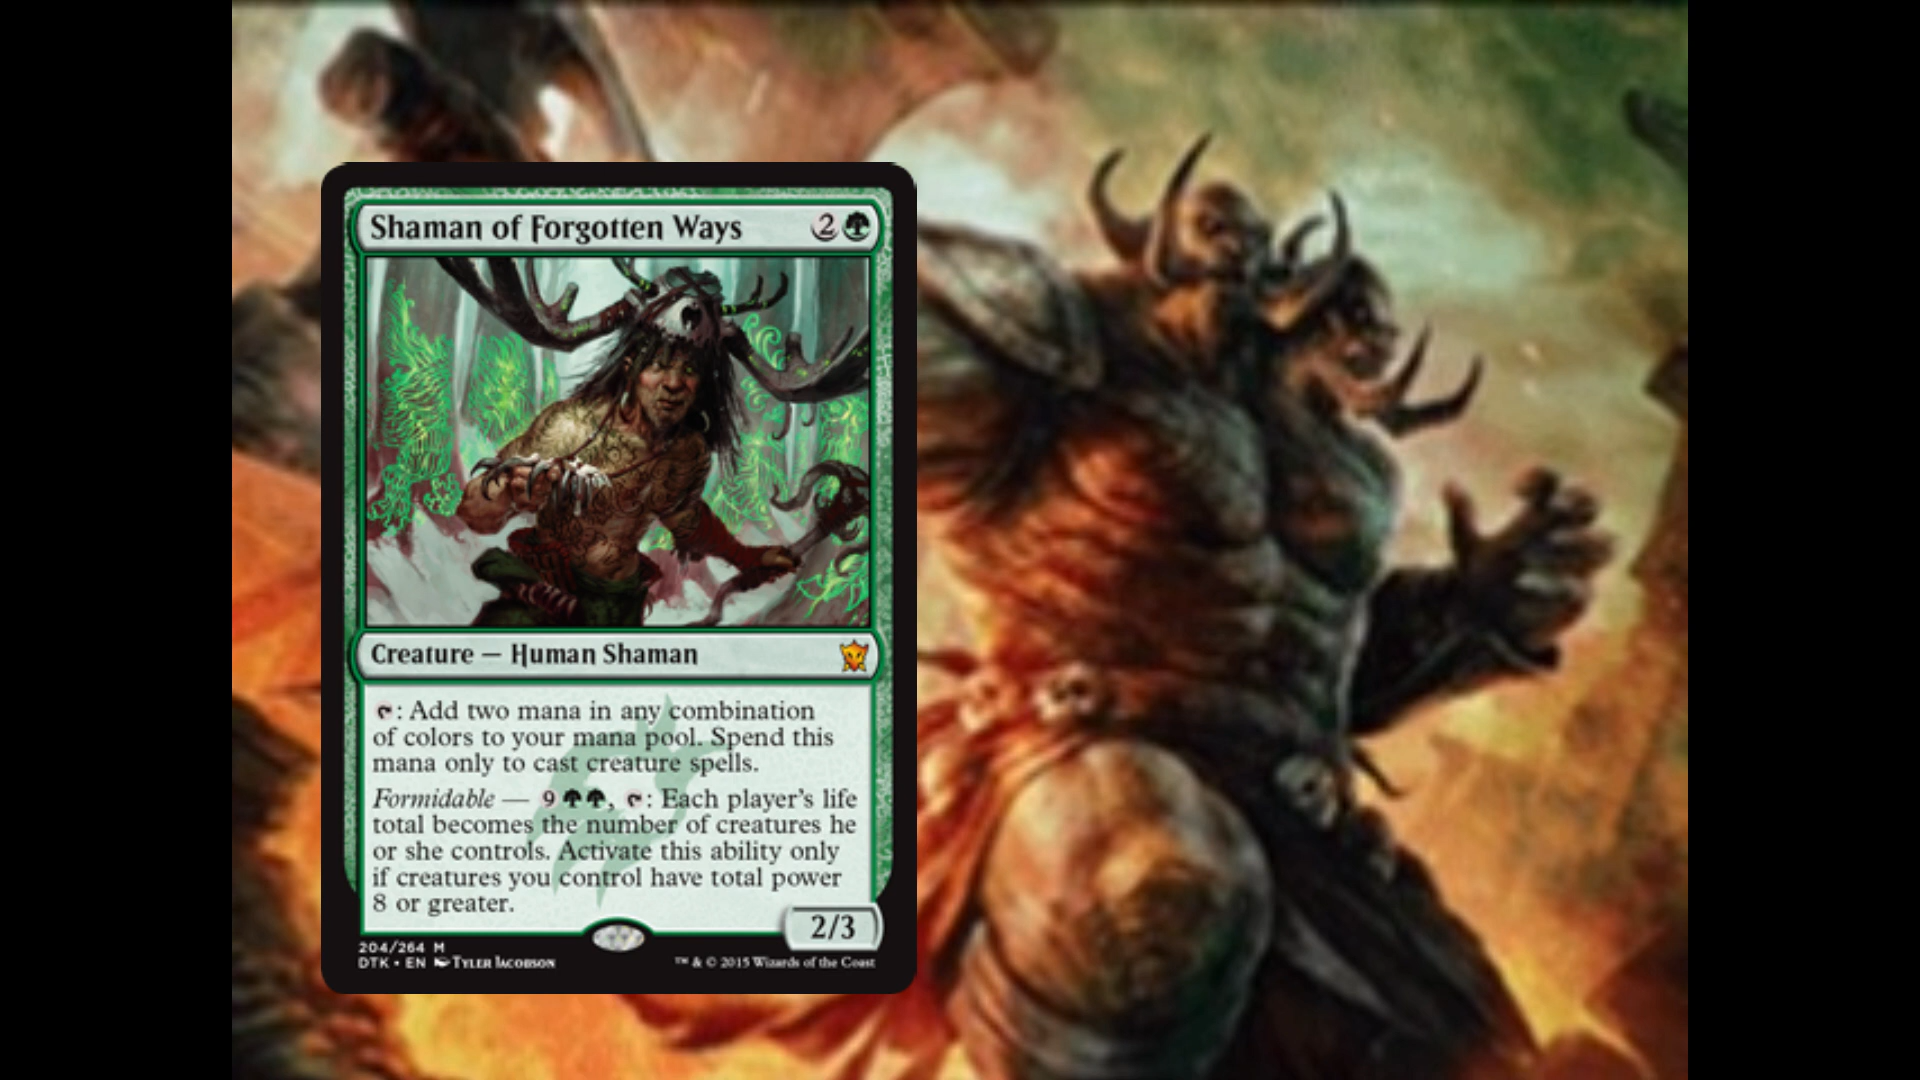 Shaman of Forgotten Ways 2
Creature — Human Shaman
: Add two mana in any combination
of colors to your mana pool. Spend this
mana only to cast creature spells.
Formidable — 9, : Each player's life
total becomes the number of creatures he
or she controls. Activate this ability only
if creatures you control have total power
8 or greater.
2/3
204/264 M
DTK • EN Tyler Jacobson
™ & © 2015 Wizards of the Coast